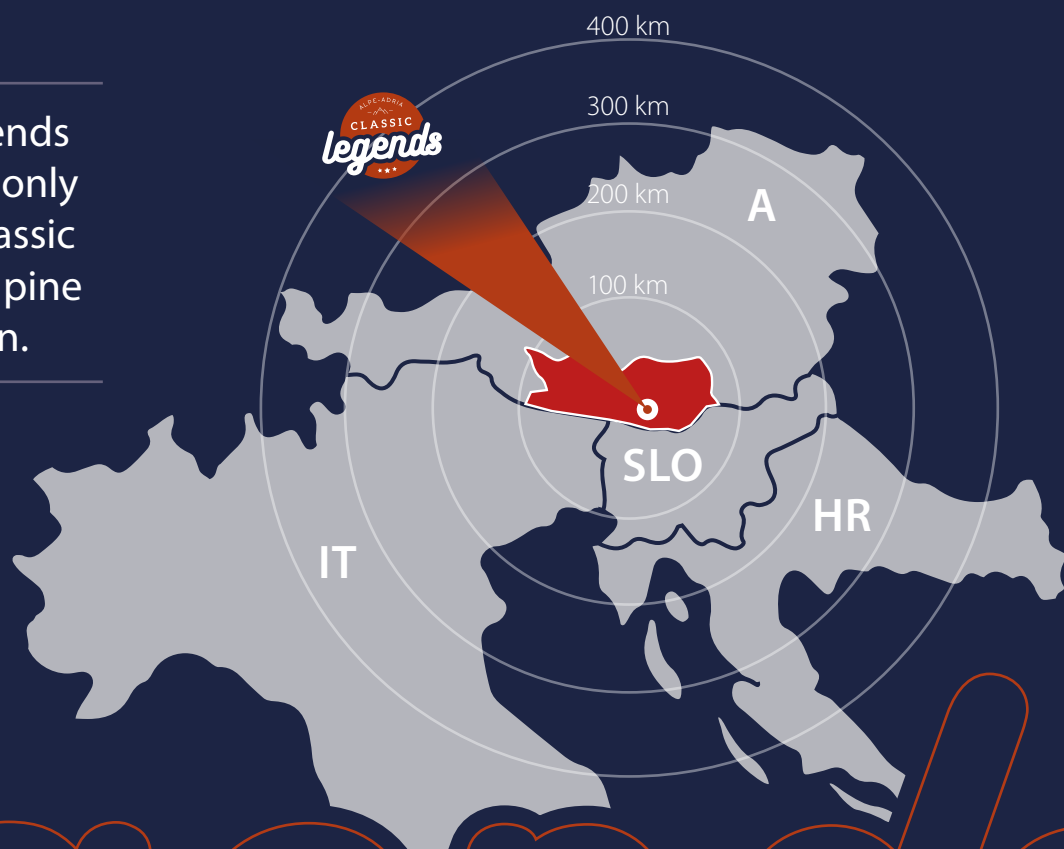 ends
only
assic
pine
n.
ALPE-ADRIA
CLASSIC
legends
400 km
300 km
200 km
100 km
A
SLO
HR
IT